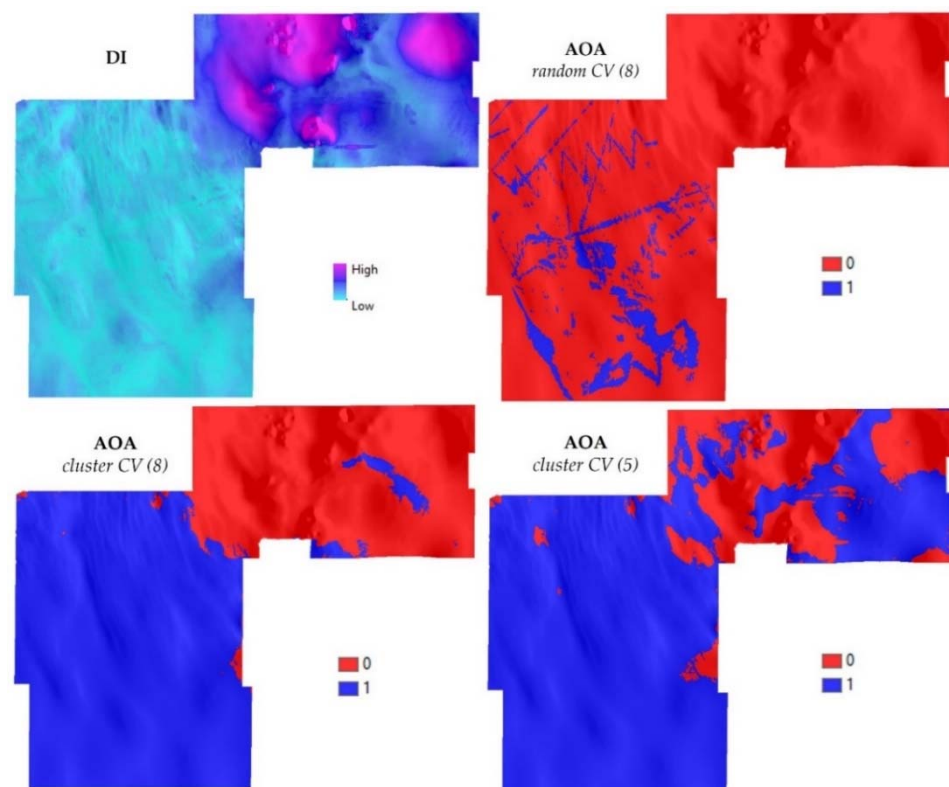 DI
High
Low
AOA
random CV (8)
0
1
AOA
cluster CV (8)
0
1
AOA
cluster CV (5)
0
1